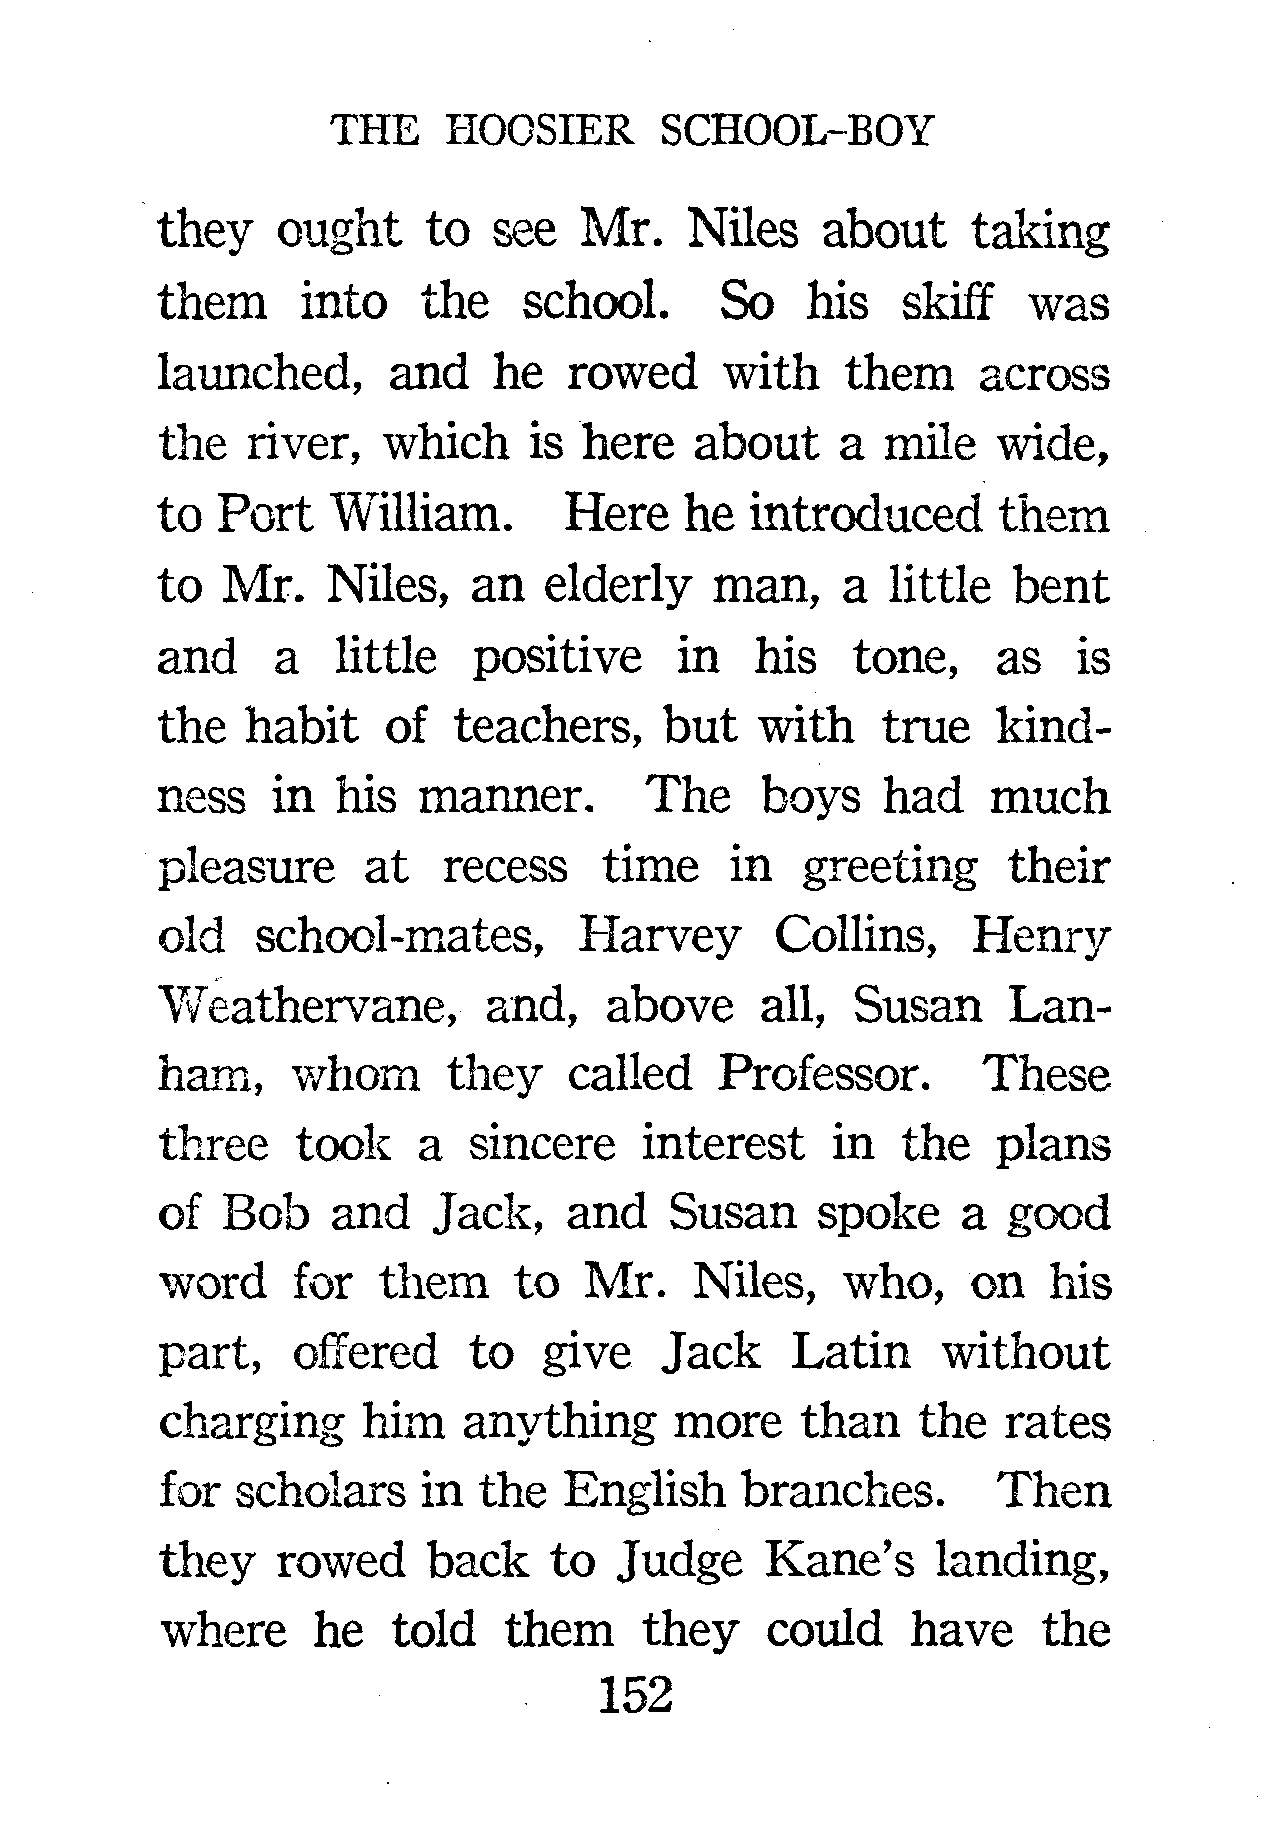 THE HOOSIER SCHOOL-BOY
they ought to see Mr. Niles about taking
them into the school. So his skiff was
launched, and he rowed with them across
the river, which is here about a mile wide,
to Port William. Here he introduced them
to Mr. Niles, an elderly man, a little bent
and a little positive in his tone, as is
the habit of teachers, but with true kind-
ness in his manner. The boys had much
pleasure at recess time in greeting their
old school-mates, Harvey Collins, Henry
Weathervane, and, above all, Susan Lan-
ham, whom they called Professor. These
three took a sincere interest in the plans
of Bob and Jack, and Susan spoke a good
word for them to Mr. Niles, who, on his
part, offered to give Jack Latin without
charging him anything more than the rates
for scholars in the English branches. Then
they rowed back to Judge Kane's landing,
where he told them they could have the
152